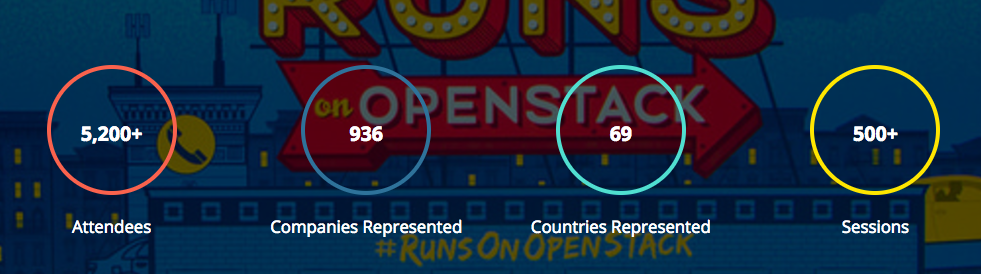 RUNS
on OPENSTACK
5,200+
936
69
500+
Attendees
Companies Represented
Countries Represented
Sessions
#RUNSONOPENSTACK